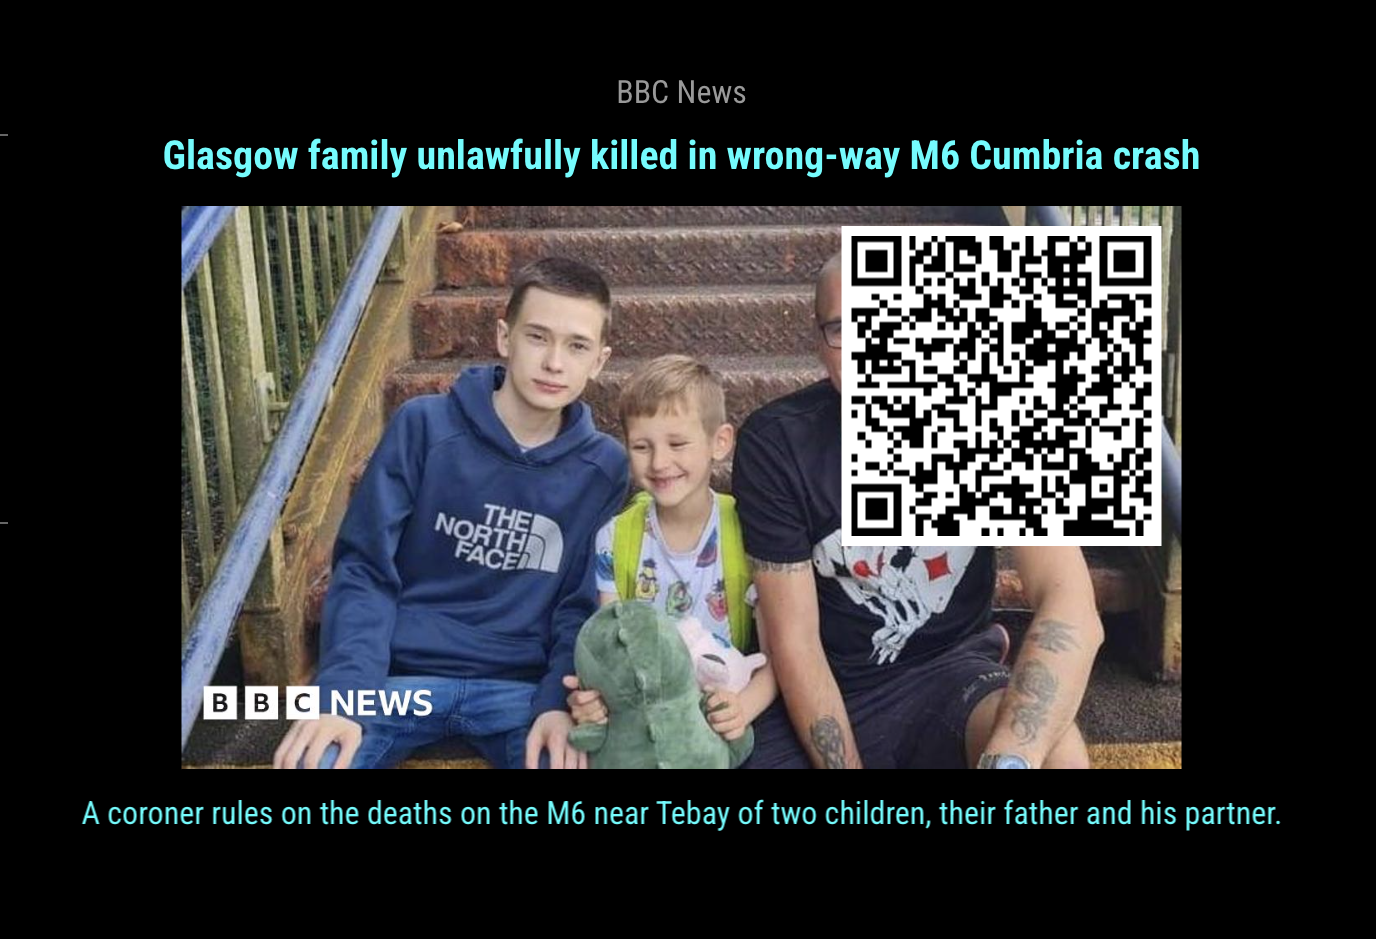 BBC News
Glasgow family unlawfully killed in wrong-way M6 Cumbria crash
THE
NORTH
FACE
BBC NEWS
A coroner rules on the deaths on the M6 near Tebay of two children, their father and his partner.